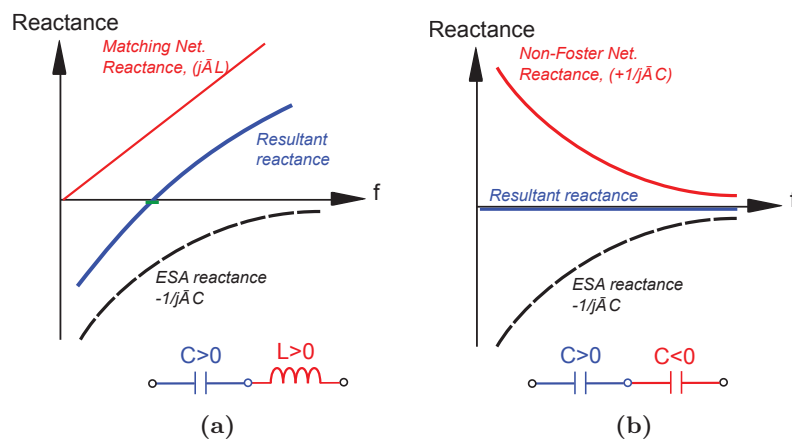 Reactance
Matching Net.
Reactance, (jĀL)
Resultant
reactance
f
ESA reactance
-1/jĀC
C>0
L>0
(a)
Reactance
Non-Foster Net.
Reactance, (+1/jĀC)
Resultant reactance
f
ESA reactance
-1/jĀC
C>0
C<0
(b)